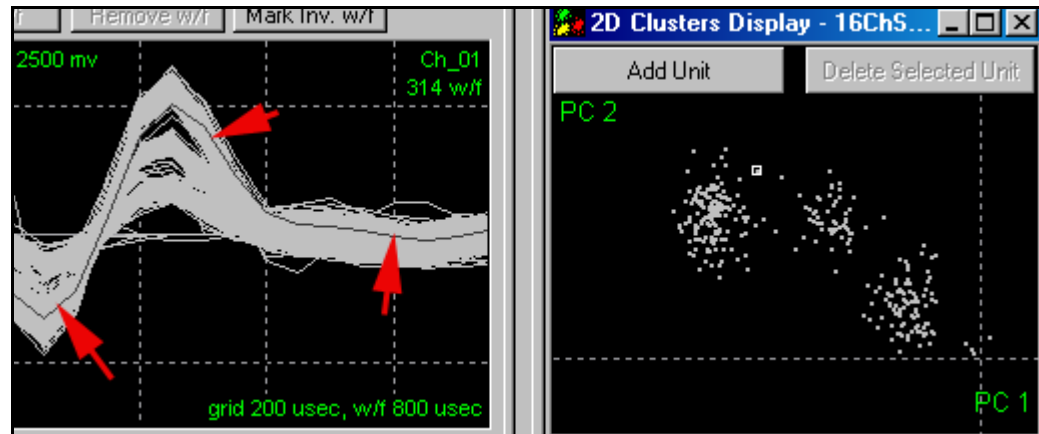 Remove w/f Mark Inv. w/f
2500 mv Ch_01
314 w/f
grid 200 usec, w/f 800 usec
2D Clusters Display - 16ChS...
Add Unit Delete Selected Unit
PC 2
PC 1